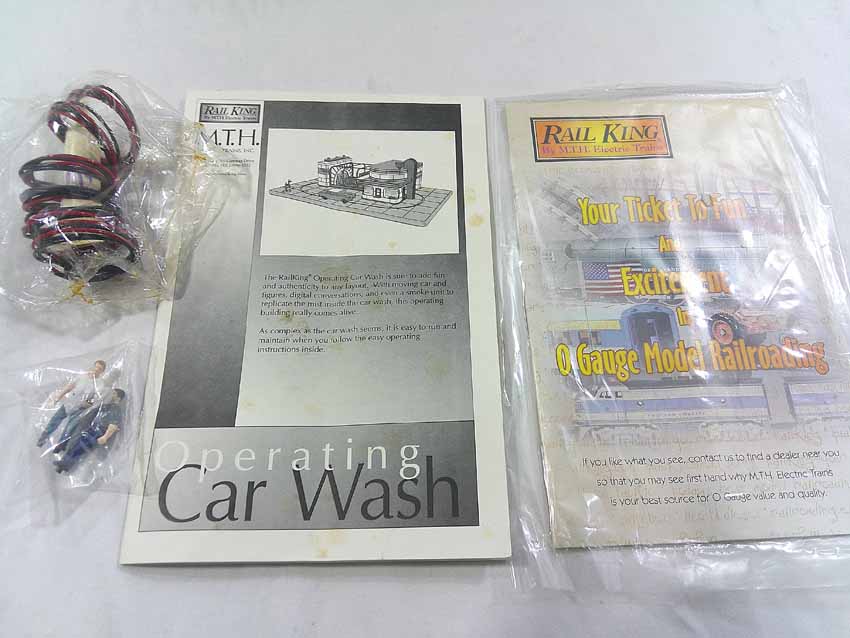 RAIL KING
By M.T.H. Electric Trains
M.T.H.
TRAINS, INC.
The RailKing® Operating Car Wash is sure to add fun
and authenticity to any layout. With moving car and
figures, digital conversations, and even a smoke unit to
replicate the mist inside the car wash, this operating
building really comes alive.
As complex as the car wash seems, it is easy to run and
maintain when you follow the easy operating
instructions inside.
Operating
Car Wash
RAIL KING
By M.T.H. Electric Trains
Your Ticket To Fun
And
Excitement
In
O Gauge Model Railroading
If you like what you see, contact us to find a dealer near you
so that you may see first hand why M.T.H. Electric Trains
is your best source for O Gauge value and quality.